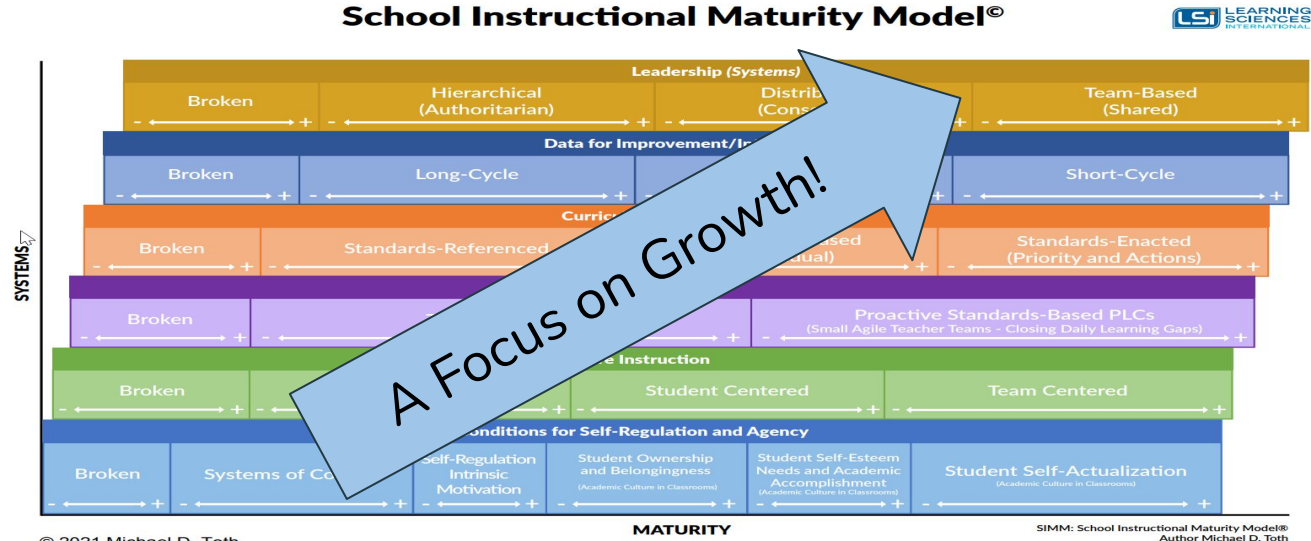 School Instructional Maturity Model©
LSi LEARNING
SCIENCES
INTERNATIONAL
Leadership (Systems)
Broken
Hierarchical
(Authoritarian)
Team-Based
(Shared)
- + - + - + - +
Data for
Broken
Long-Cycle
Short-Cycle
- + - + - +
Broken
Standards-Referenced
Standards-Enacted
(Priority and Actions)
- + - + - +
Broken
Proactive Standards-Based PLCs
(Small Agile Teacher Teams - Closing Daily Learning Gaps)
- + - + - +
Instruction
Broken
Student Centered
Team Centered
- + - + - + - +
for Self-Regulation and Agency
Broken
Systems of
Self-Regulation
Intrinsic
Motivation
Student Ownership
and Belongingness
(Academic Culture in Classrooms)
Student Self-Esteem
Needs and Academic
Accomplishment
(Academic Culture in Classrooms)
Student Self-Actualization
(Academic Culture in Classrooms)
- + - + - + - + - + - +
A Focus on Growth!
SYSTEMS
MATURITY
© 2021 Michael D. Toth
SIMM: School Instructional Maturity Model®
Author Michael D. Toth